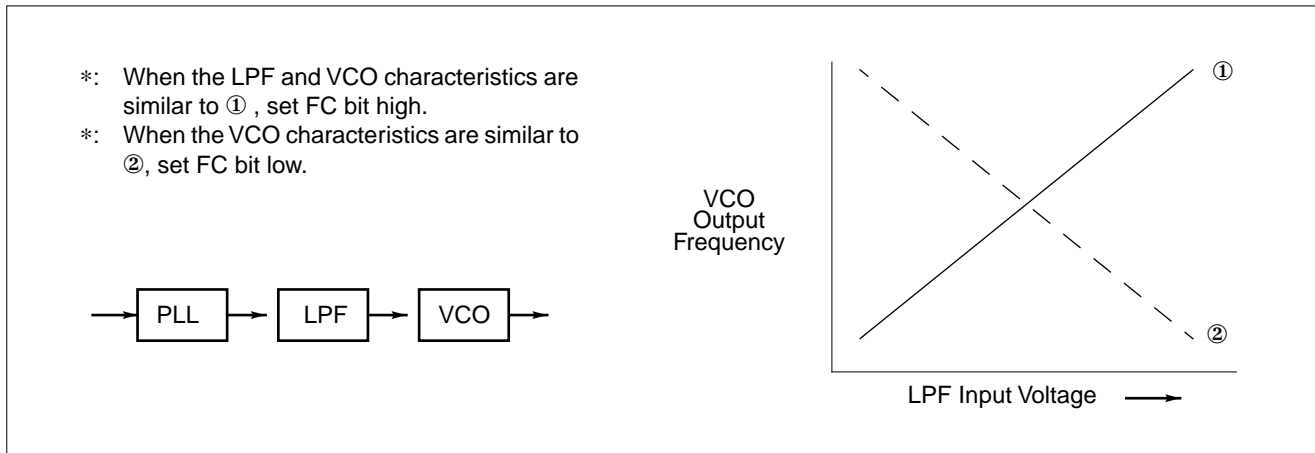 *: When the LPF and VCO characteristics are
similar to ① , set FC bit high.
*: When the VCO characteristics are similar to
②, set FC bit low.
PLL
LPF
VCO
VCO
Output
Frequency
①
②
LPF Input Voltage